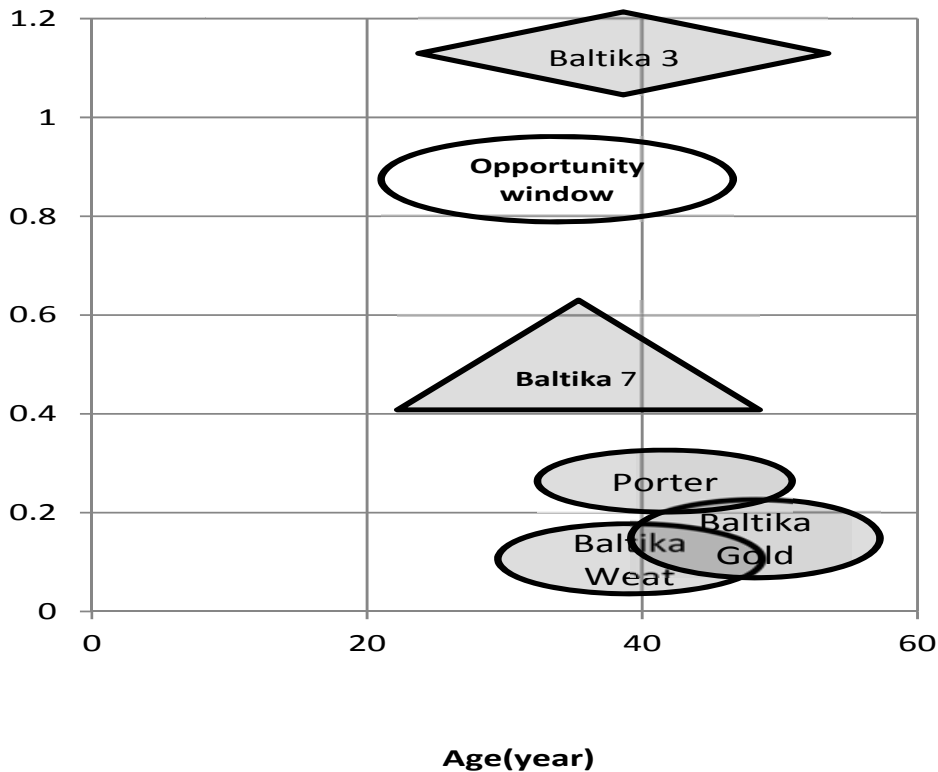 1.2
Baltika 3
1
Opportunity
window
0.8
0.6
Baltika 7
0.4
Porter
0.2
Baltika
Gold
Baltika
Weat
0
0 20 40 60
Age(year)